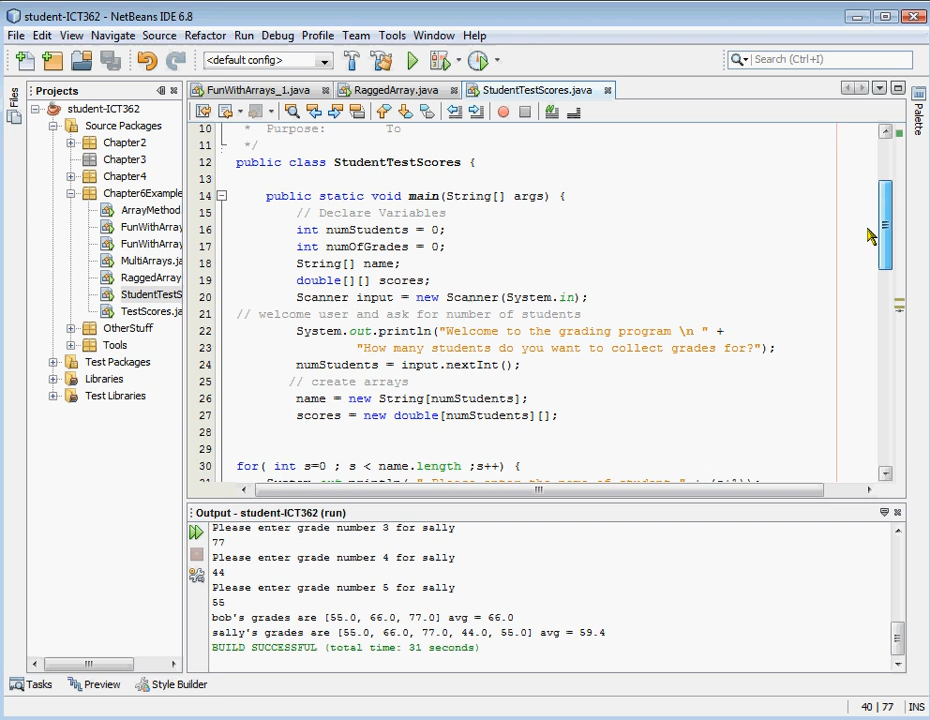 student-ICT362 - NetBeans IDE 6.8
File Edit View Navigate Source Refactor Run Debug Profile Team Tools Window Help
<default config>
Search (Ctrl+I)
Files
Projects
FunWithArrays_1.java
RaggedArray.java
StudentTestScores.java
Palette
student-ICT362
Source Packages
Chapter2
Chapter3
Chapter4
Chapter6Example
ArrayMethod
FunWithArray
FunWithArra
MultiArrays.ja
RaggedArray
StudentTestS
TestScores.ja
OtherStuff
Tools
Test Packages
Libraries
Test Libraries
10 * Purpose: To
11 */
12 public class StudentTestScores {
13
14 public static void main(String[] args) {
15 // Declare Variables
16 int numStudents = 0;
17 int numOfGrades = 0;
18 String[] name;
19 double[][] scores;
20 Scanner input = new Scanner(System.in);
21 // welcome user and ask for number of students
22 System.out.println("Welcome to the grading program \n " +
23 "How many students do you want to collect grades for?");
24 numStudents = input.nextInt();
25 // create arrays
26 name = new String[numStudents];
27 scores = new double[numStudents][];
28
29
30 for( int s=0 ; s < name.length ;s++) {
Output - student-ICT362 (run)
Please enter grade number 3 for sally
77
Please enter grade number 4 for sally
44
Please enter grade number 5 for sally
55
bob's grades are [55.0, 66.0, 77.0] avg = 66.0
sally's grades are [55.0, 66.0, 77.0, 44.0, 55.0] avg = 59.4
BUILD SUCCESSFUL (total time: 31 seconds)
Tasks Preview Style Builder
40 | 77 INS